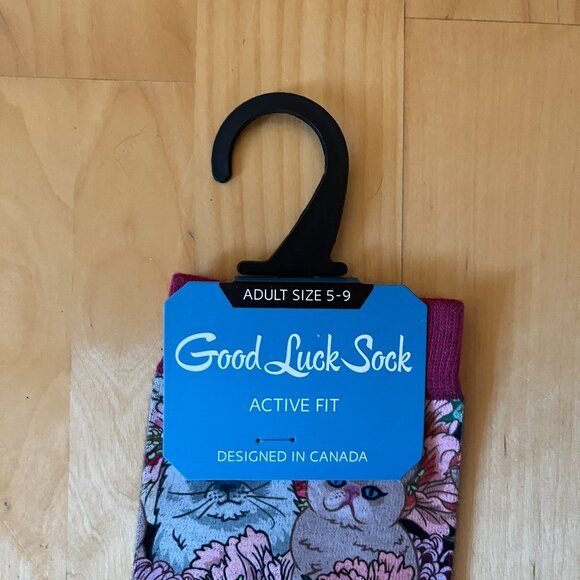 ADULT SIZE 5-9
Good Luck Sock
ACTIVE FIT
DESIGNED IN CANADA